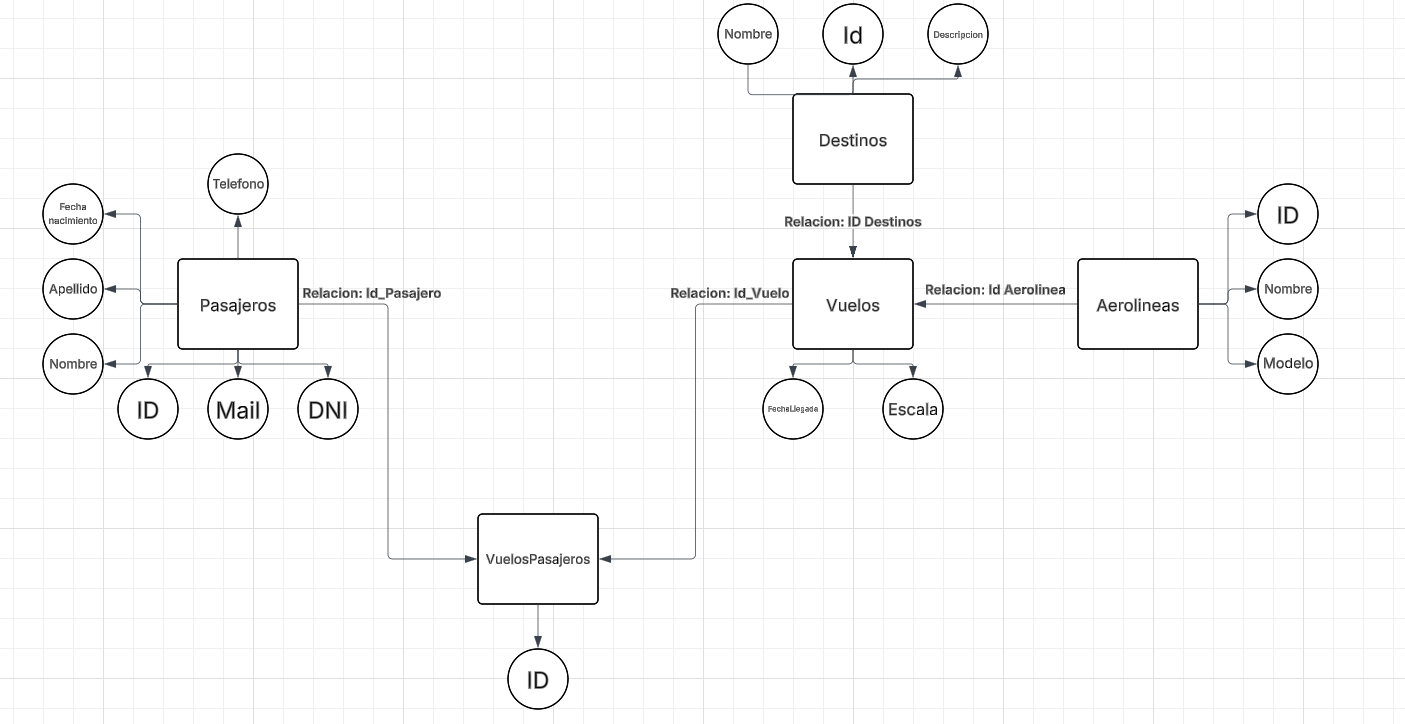 Nombre
Id
Descripcion
Destinos
Relacion: ID Destinos
Telefono
Fecha
nacimiento
Apellido
Nombre
Pasajeros
Relacion: Id_Pasajero
ID
Mail
DNI
Relacion: Id_Vuelo
Vuelos
Relacion: Id Aerolinea
Aerolineas
ID
Nombre
Modelo
FechaLlegada
Escala
VuelosPasajeros
ID